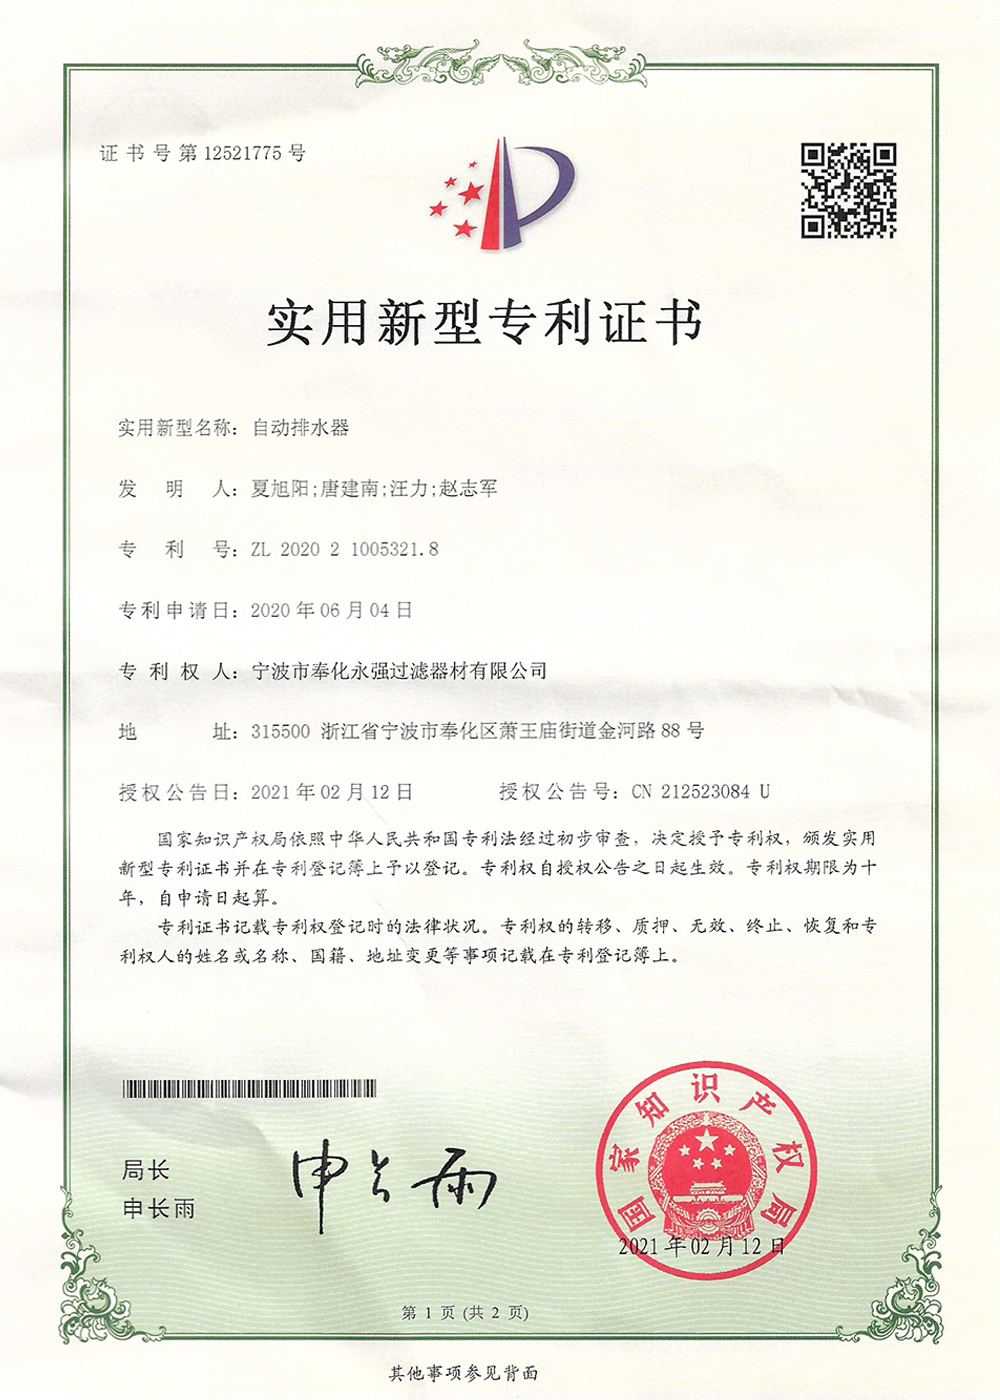 证书号第12521775号
实用新型专利证书
实用新型名称：自动排水器
发明人：夏旭阳;唐建南;汪力;赵志军
专利号：ZL 2020 2 1005321.8
专利申请日：2020年06月04日
专利权人：宁波市奉化永强过滤器材有限公司
地址：315500 浙江省宁波市奉化区萧王庙街道金河路88号
授权公告日：2021年02月12日 授权公告号：CN 212523084 U
国家知识产权局依照中华人民共和国专利法经过初步审查，决定授予专利权，颁发实用
新型专利证书并在专利登记簿上予以登记。专利权自授权公告之日起生效。专利权期限为十
年，自申请日起算。
专利证书记载专利权登记时的法律状况。专利权的转移、质押、无效、终止、恢复和专
利权人的姓名或名称、国籍、地址变更等事项记载在专利登记簿上。
局长
申长雨
申长雨
国家知识产权局
2021年02月12日
第 1 页 (共 2 页)
其他事项参见背面